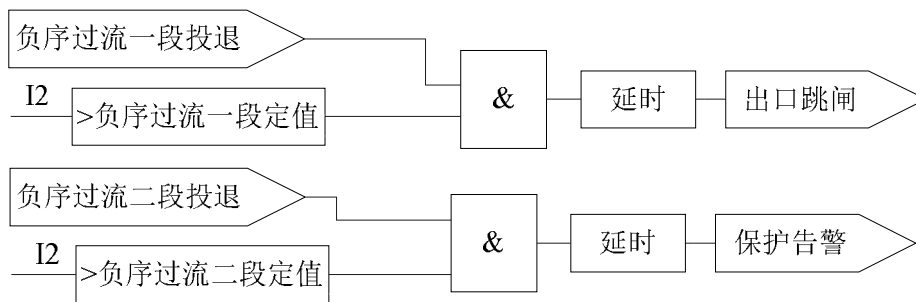 负序过流一段投退
I2
>负序过流一段定值
&
延时
出口跳闸
负序过流二段投退
I2
>负序过流二段定值
&
延时
保护告警